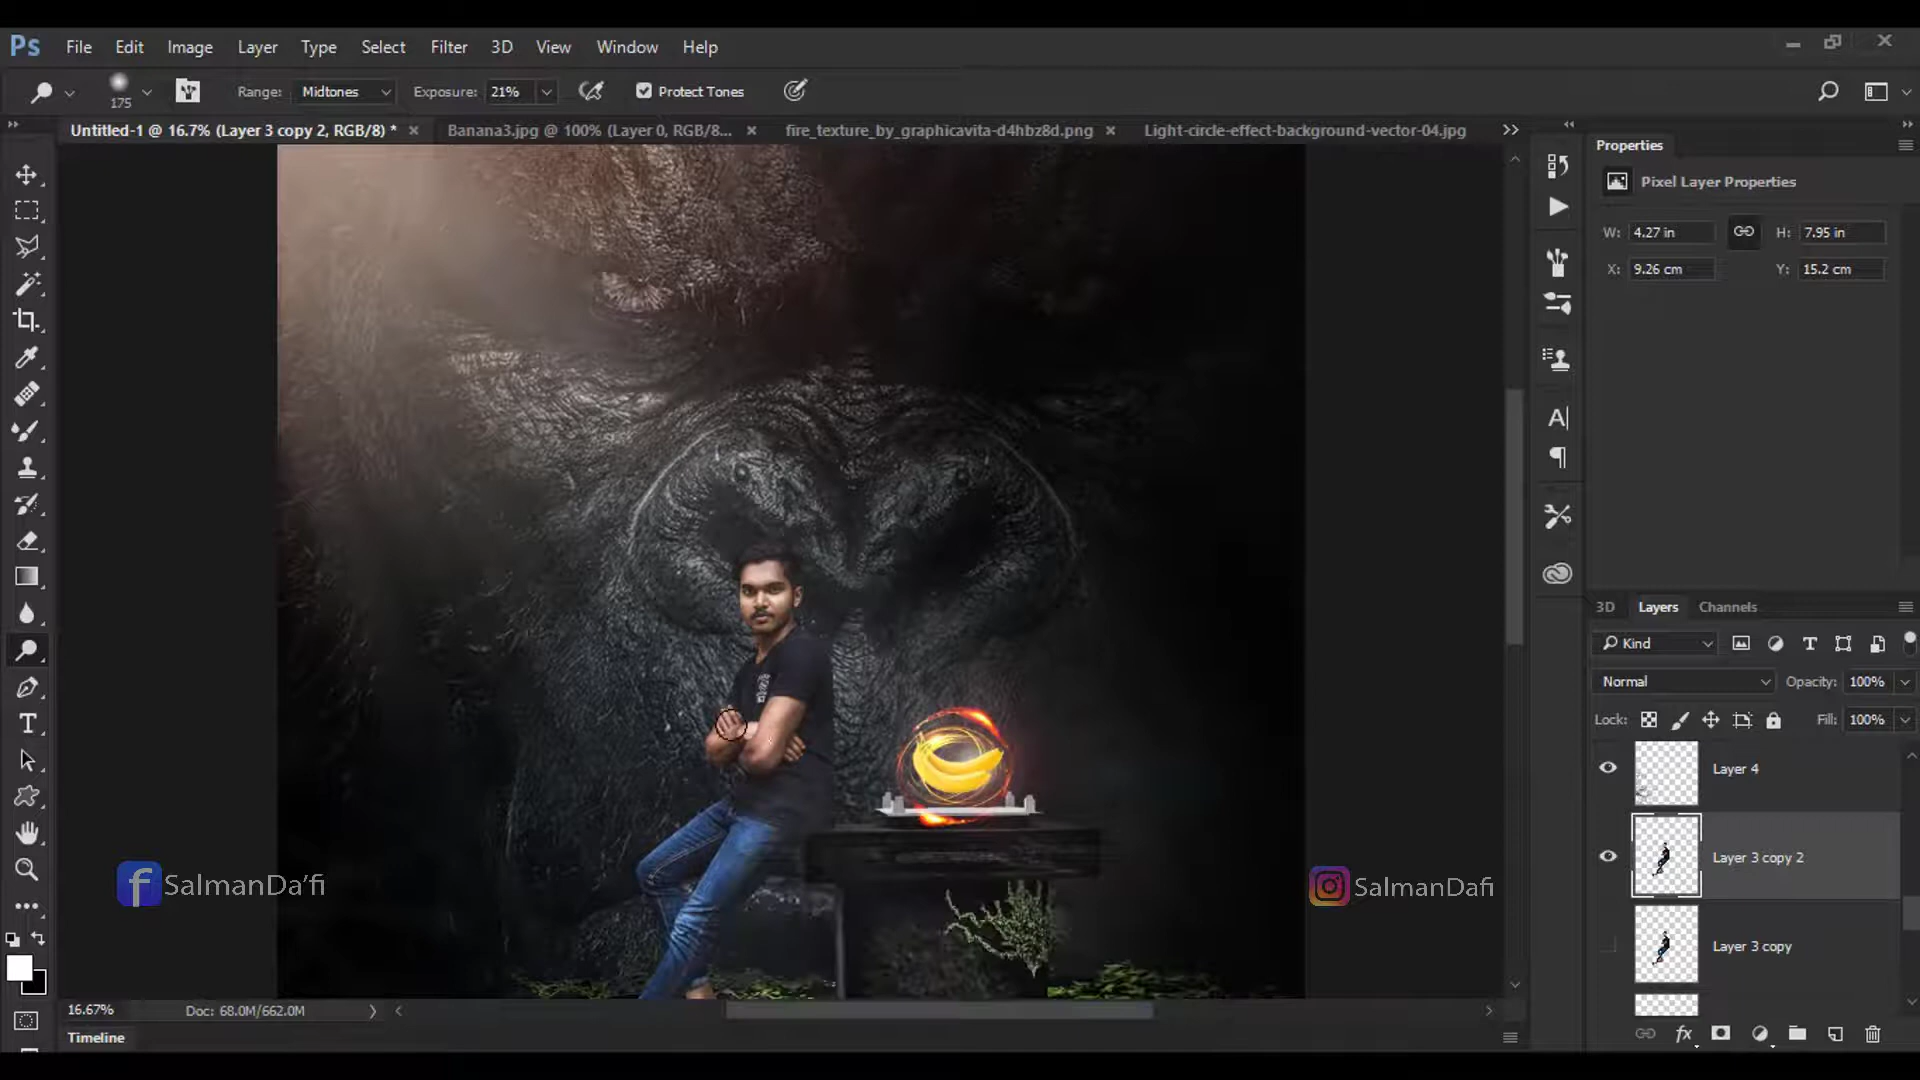 Ps File Edit Image Layer Type Select Filter 3D View Window Help
175 Range: Midtones Exposure: 21% Protect Tones
Untitled-1 @ 16.7% (Layer 3 copy 2, RGB/8) * × Banana3.jpg @ 100% (Layer 0, RGB/8... × fire_texture_by_graphicavita-d4hbz8d.png × Light-circle-effect-background-vector-04.jpg
Properties
Pixel Layer Properties
W: 4.27 in H: 7.95 in
X: 9.26 cm Y: 15.2 cm
3D Layers Channels
Kind
Normal Opacity: 100%
Lock: Fill: 100%
Layer 4
Layer 3 copy 2
Layer 3 copy
SalmanDa'fi
SalmanDafi
16.67% Doc: 68.0M/662.0M
Timeline